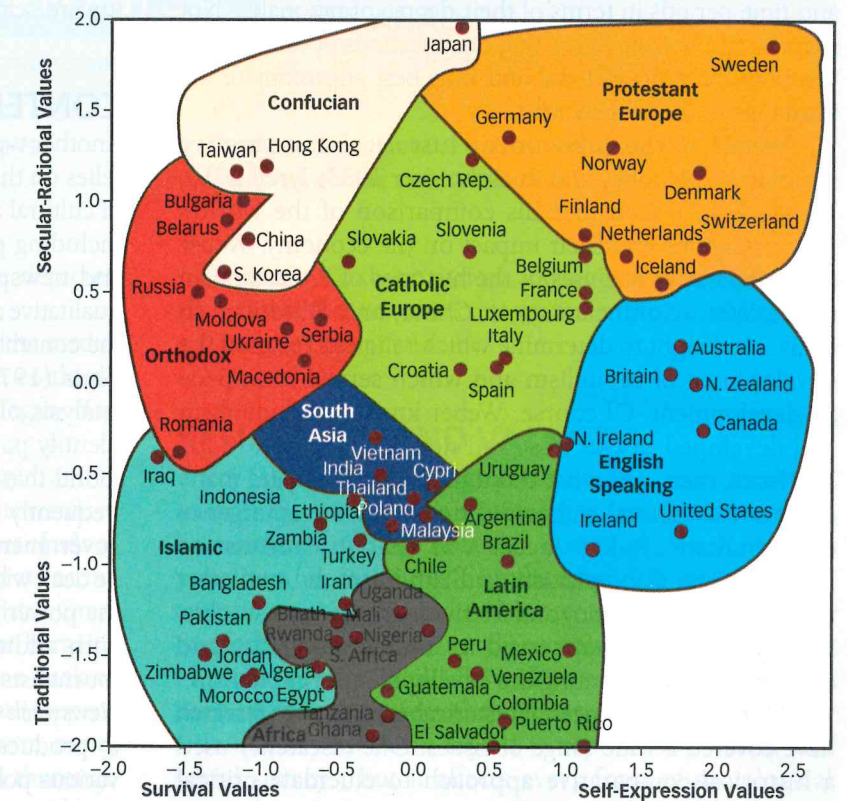 Secular-Rational Values
Traditional Values
2.0
1.5
1.0
0.5
0.0
−0.5
−1.0
−1.5
−2.0
Japan
Sweden
Confucian
Protestant
Europe
Germany
Taiwan
Hong Kong
Norway
Czech Rep.
Denmark
Bulgaria
Finland
Belarus
China
Slovakia
Slovenia
Netherlands
Switzerland
S. Korea
Belgium
Iceland
Russia
Catholic
Europe
France
Moldova
Luxembourg
Ukraine
Serbia
Italy
Australia
Orthodox
Macedonia
Croatia
Spain
Britain
N. Zealand
South
Asia
Canada
Romania
Vietnam
N. Ireland
Iraq
India
Cypri
Uruguay
English
Speaking
Indonesia
Thailand
Ethiopia
Poland
Argentina
Ireland
United States
Zambia
Malaysia
Brazil
Islamic
Turkey
Chile
Bangladesh
Iran
Uganda
Latin
America
Pakistan
Mali
Rwanda
Nigeria
Peru
Mexico
Jordan
S. Africa
Zimbabwe
Algeria
Venezuela
Morocco
Egypt
Guatemala
Colombia
Tanzania
Puerto Rico
Africa
Ghana
El Salvador
−2.0
−1.5
−1.0
−0.5
0.0
0.5
1.0
1.5
2.0
2.5
Survival Values
Self-Expression Values